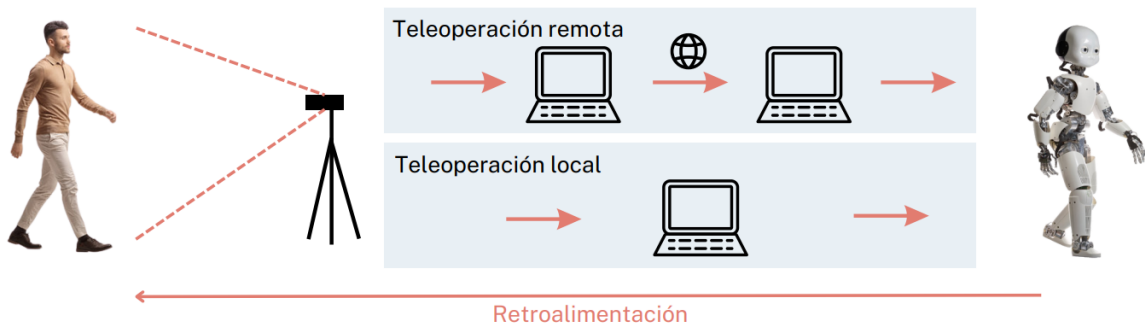 Teleoperación remota
Teleoperación local
Retroalimentación